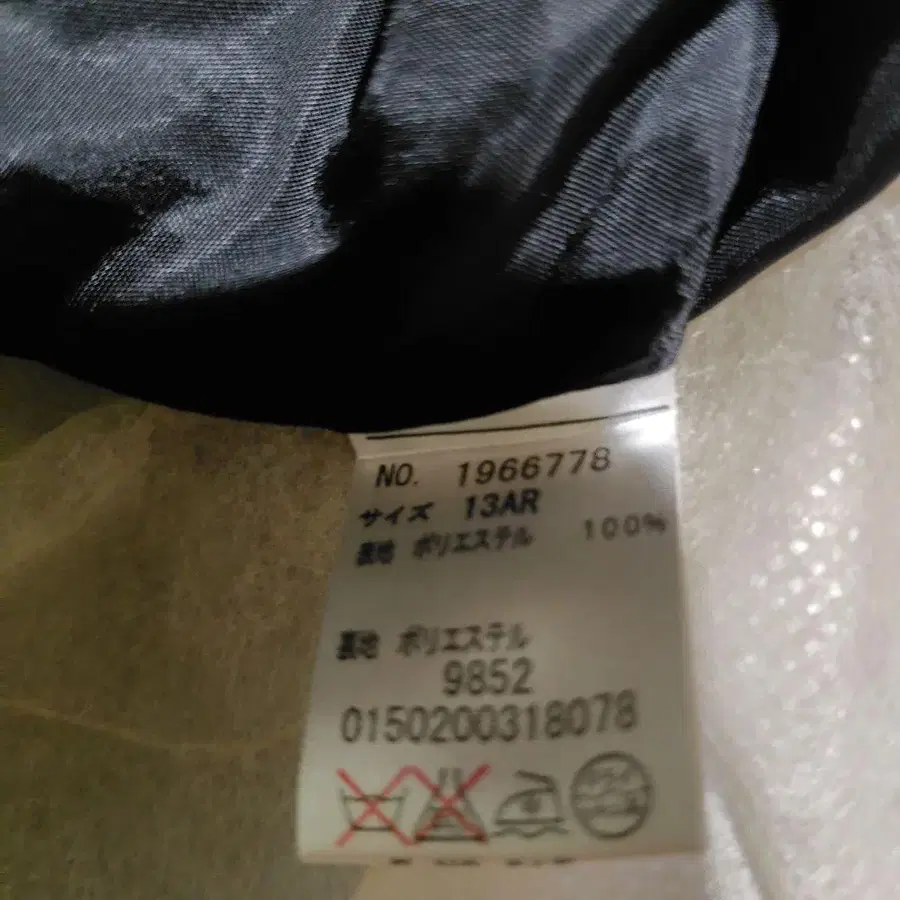 NO. 1966778
サイズ 13AR
表地 ポリエステル 100%
裏地 ポリエステル
9852
0150200318078